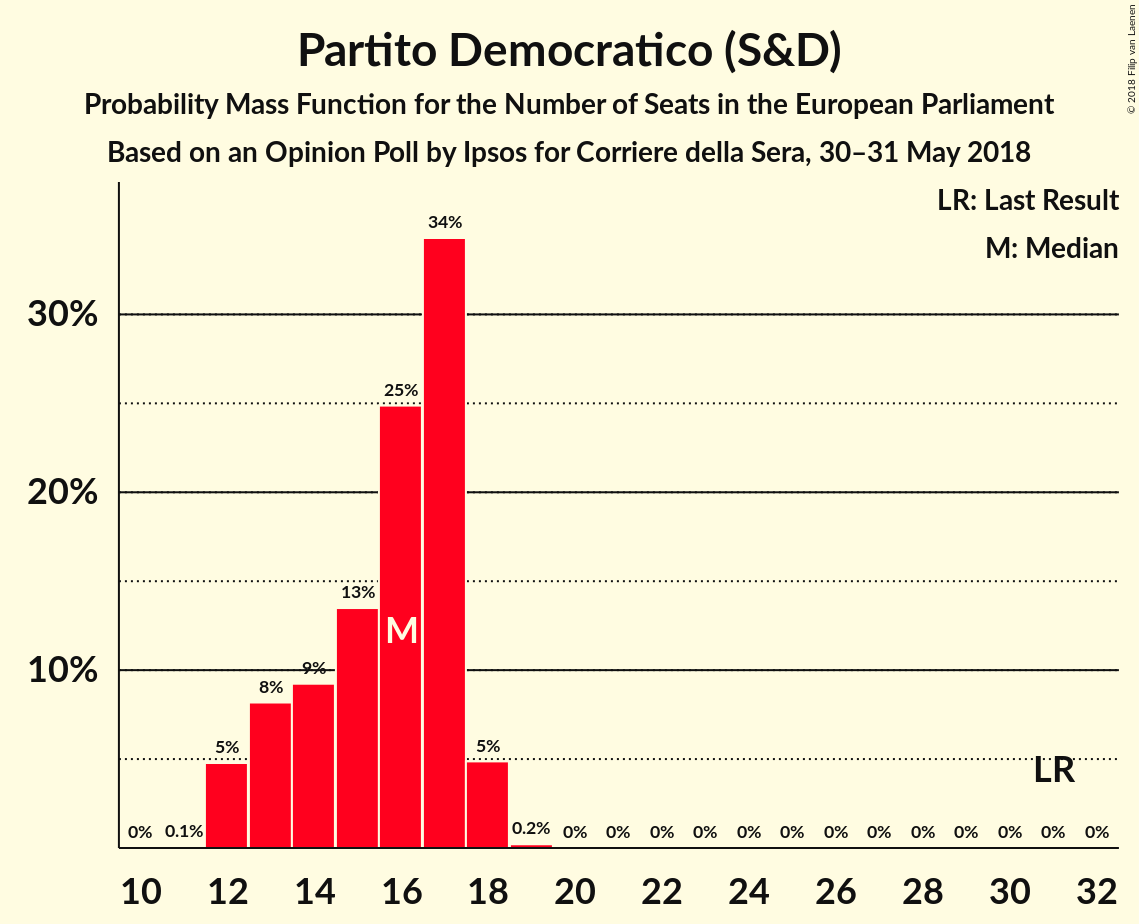 Partito Democratico (S&D)
Probability Mass Function for the Number of Seats in the European Parliament
Based on an Opinion Poll by Ipsos for Corriere della Sera, 30–31 May 2018
© 2018 Filip van Laenen
LR: Last Result
M: Median
34%
30%
25%
20%
13%
M
10%
9%
8%
5%
5%
LR
0% 0.1% 0.2% 0% 0% 0% 0% 0% 0% 0% 0% 0% 0% 0% 0% 0%
10 12 14 16 18 20 22 24 26 28 30 32